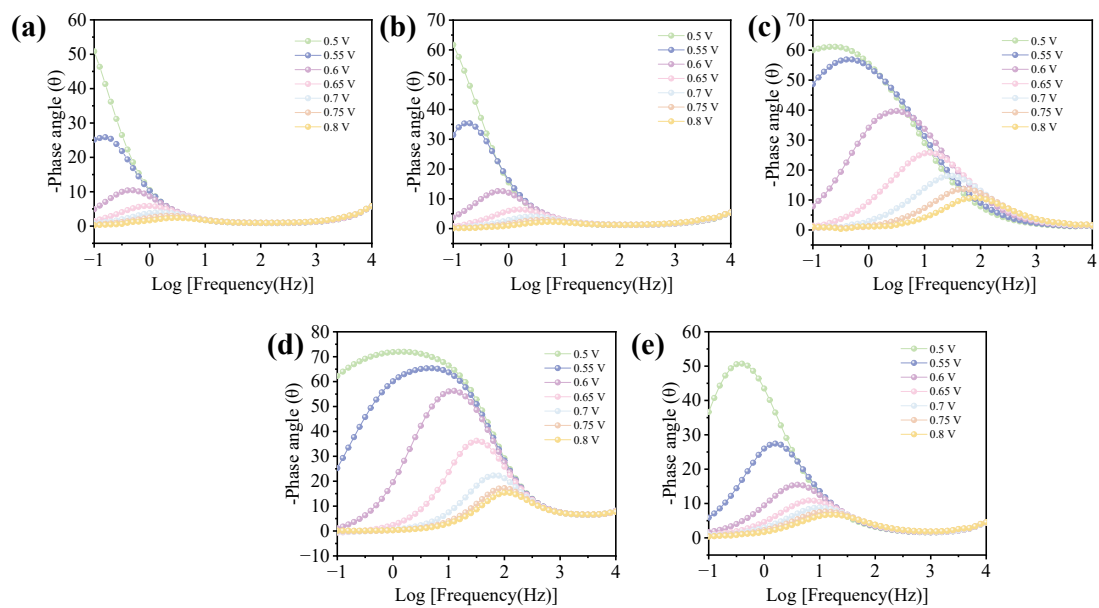 (a)
60
50
40
30
20
10
0
-Phase angle (θ)
0.5 V
0.55 V
0.6 V
0.65 V
0.7 V
0.75 V
0.8 V
−1 0 1 2 3 4
Log [Frequency(Hz)]
(b)
70
60
50
40
30
20
10
0
-Phase angle (θ)
0.5 V
0.55 V
0.6 V
0.65 V
0.7 V
0.75 V
0.8 V
−1 0 1 2 3 4
Log [Frequency(Hz)]
(c)
70
60
50
40
30
20
10
0
-Phase angle (θ)
0.5 V
0.55 V
0.6 V
0.65 V
0.7 V
0.75 V
0.8 V
−1 0 1 2 3 4
Log [Frequency(Hz)]
(d)
80
70
60
50
40
30
20
10
0
−10
-Phase angle (θ)
0.5 V
0.55 V
0.6 V
0.65 V
0.7 V
0.75 V
0.8 V
−1 0 1 2 3 4
Log [Frequency(Hz)]
(e)
60
50
40
30
20
10
0
-Phase angle (θ)
0.5 V
0.55 V
0.6 V
0.65 V
0.7 V
0.75 V
0.8 V
−1 0 1 2 3 4
Log [Frequency(Hz)]